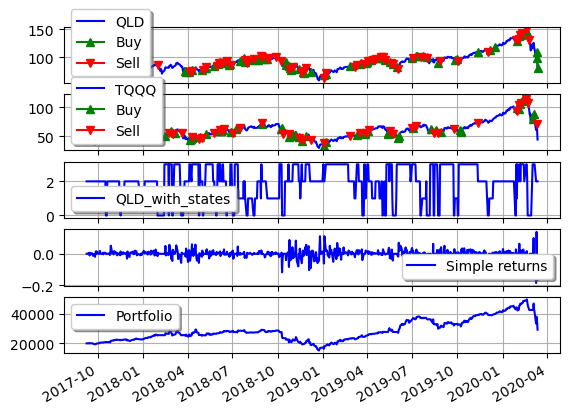 150
100
QLD
Buy
Sell
100
50
TQQQ
Buy
Sell
2
0
QLD_with_states
0.0
−0.2
Simple returns
40000
20000
Portfolio
2017-10
2018-01
2018-04
2018-07
2018-10
2019-01
2019-04
2019-07
2019-10
2020-01
2020-04